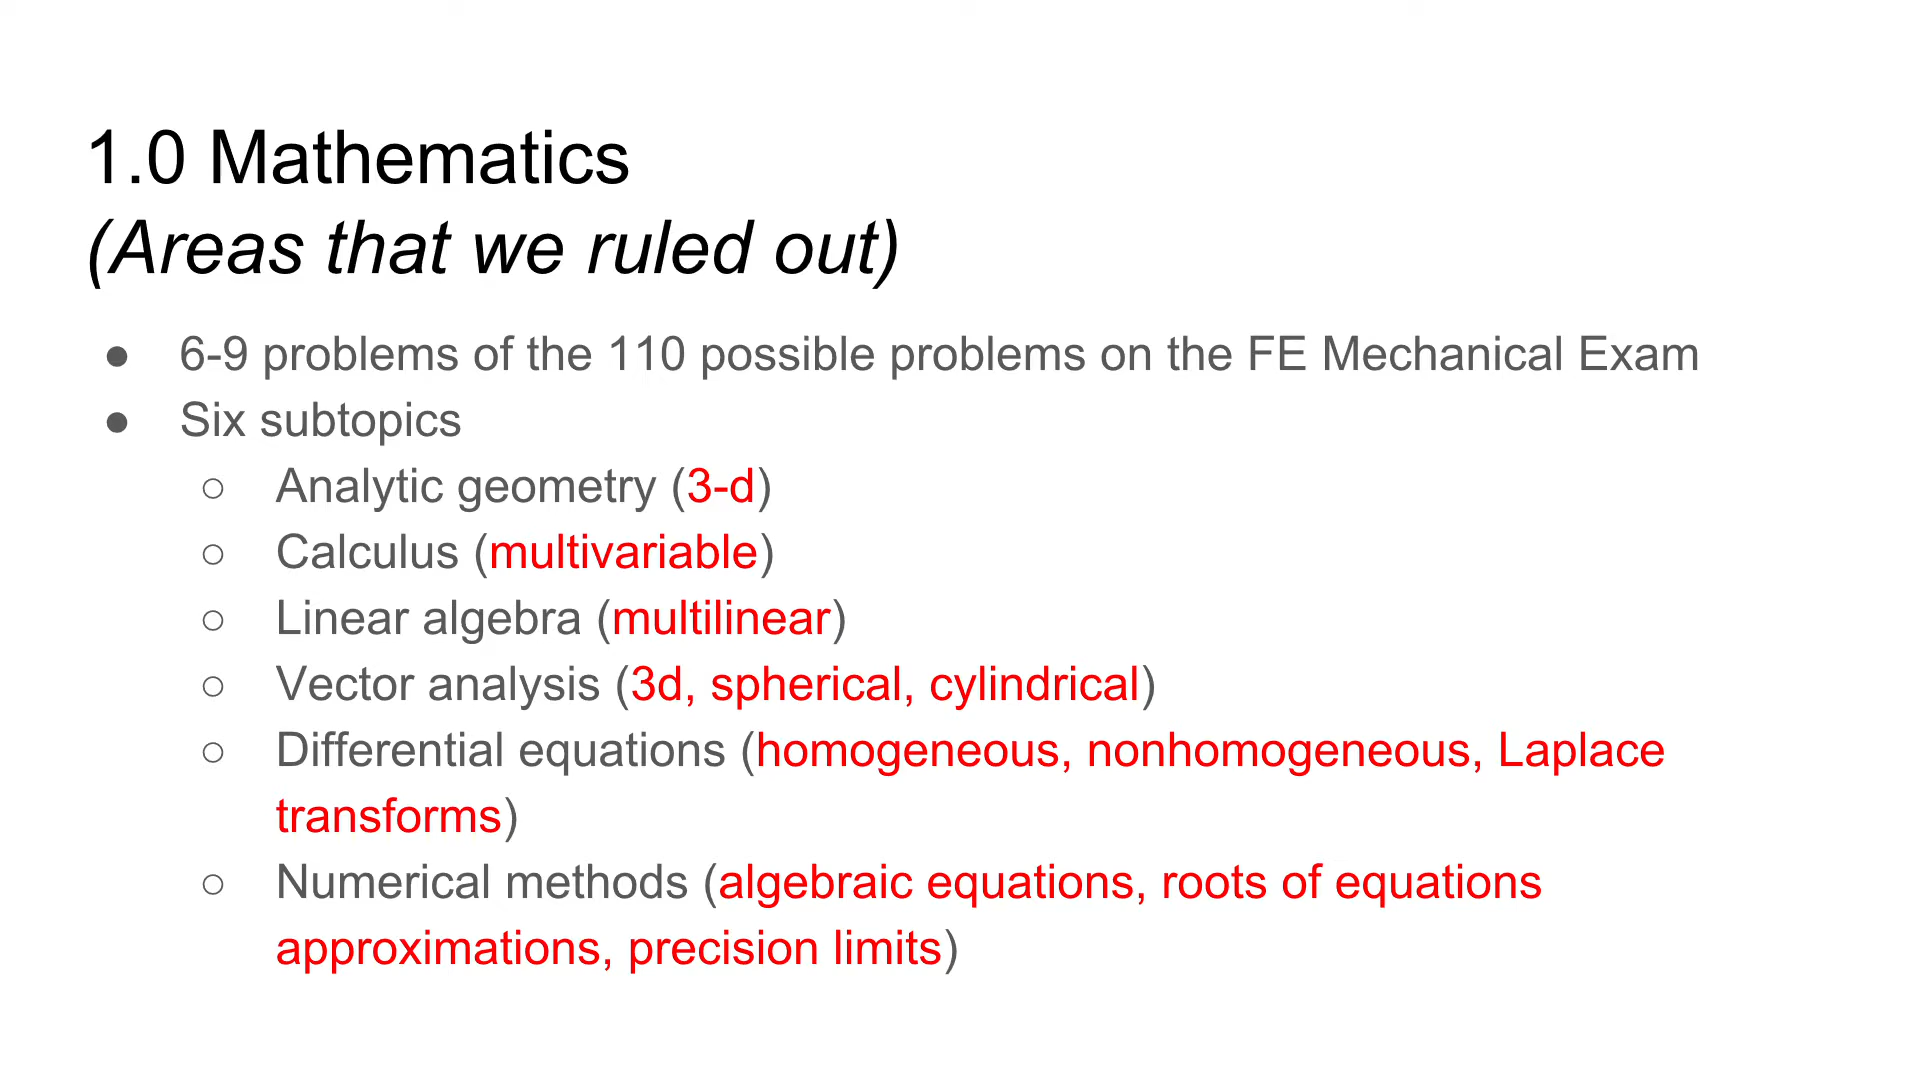 1.0 Mathematics
(Areas that we ruled out)
● 6-9 problems of the 110 possible problems on the FE Mechanical Exam
● Six subtopics
○ Analytic geometry (3-d)
○ Calculus (multivariable)
○ Linear algebra (multilinear)
○ Vector analysis (3d, spherical, cylindrical)
○ Differential equations (homogeneous, nonhomogeneous, Laplace
transforms)
○ Numerical methods (algebraic equations, roots of equations
approximations, precision limits)